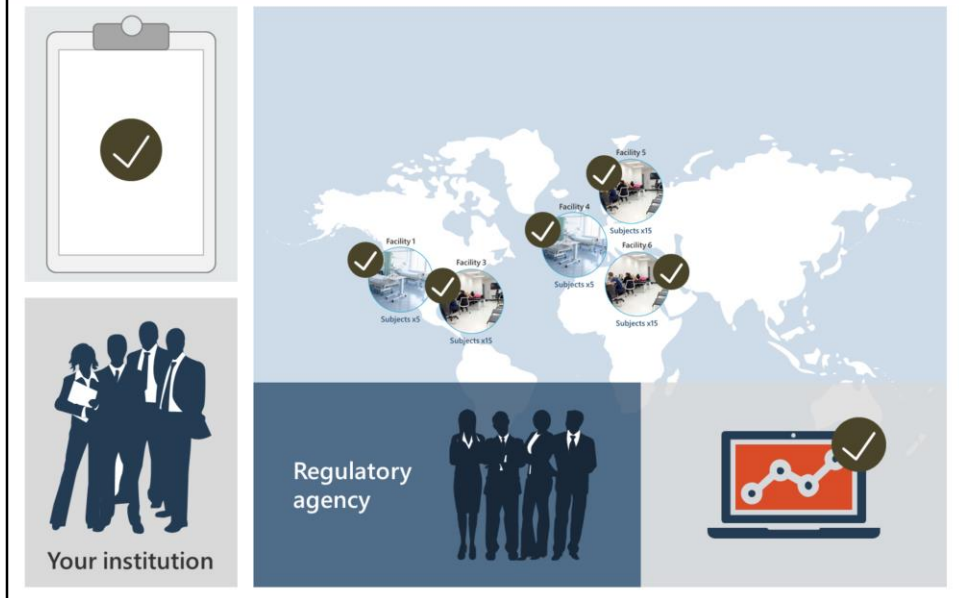 Facility 5
Subjects x15
Facility 4
Subjects x5
Facility 6
Subjects x15
Facility 1
Subjects x5
Facility 3
Subjects x15
Regulatory
agency
Your institution